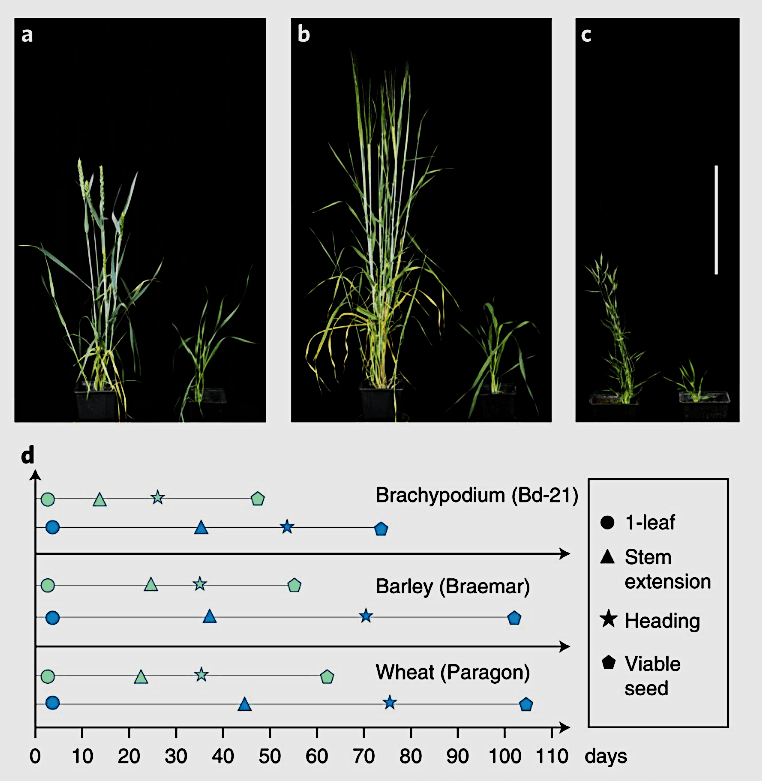 a
b
c
d
Brachypodium (Bd-21)
Barley (Braemar)
Wheat (Paragon)
0 10 20 30 40 50 60 70 80 90 100 110 days
1-leaf
Stem
extension
Heading
Viable
seed